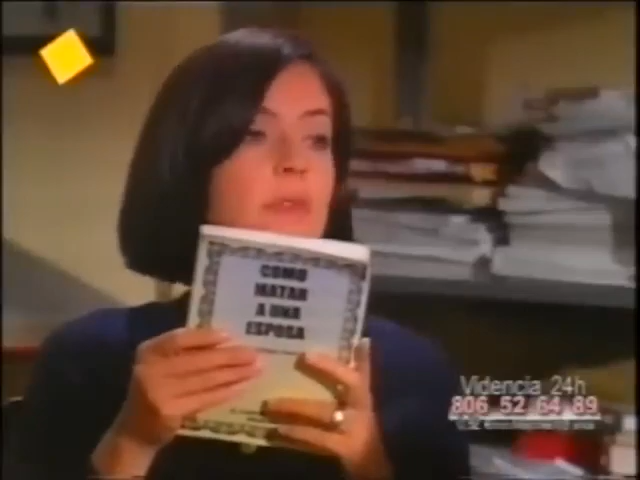 COMO
MATAR
A UNA
ESPOSA
Videncia 24h
806 52 64 89